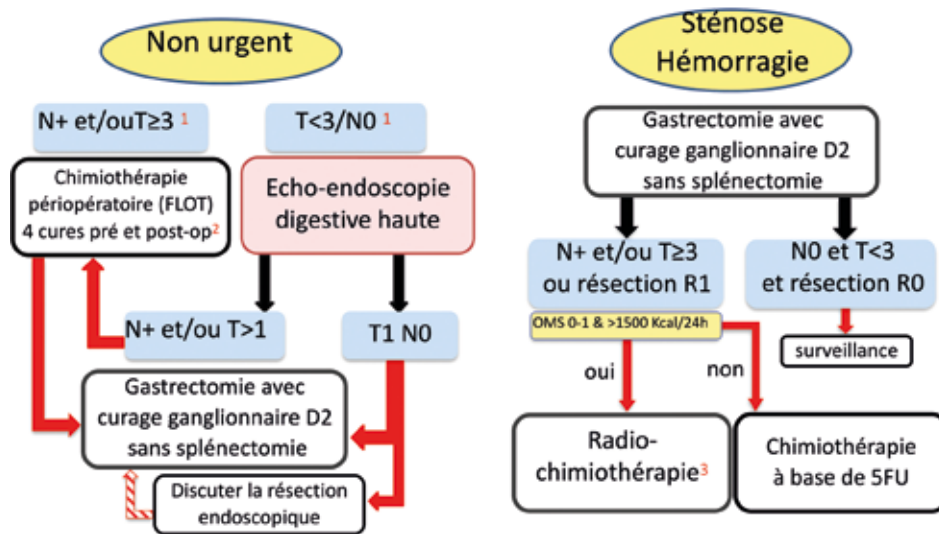 Non urgent
N+ et/ouT≥3 1
T<3/N0 1
Chimiothérapie
périopératoire (FLOT)
4 cures pré et post-op2
Echo-endoscopie
digestive haute
N+ et/ou T>1
T1 N0
Gastrectomie avec
curage ganglionnaire D2
sans splénectomie
Discuter la résection
endoscopique
Sténose
Hémorragie
Gastrectomie avec
curage ganglionnaire D2
sans splénectomie
N+ et/ou T≥3
ou résection R1
N0 et T<3
et résection R0
OMS 0-1 & >1500 Kcal/24h
surveillance
oui
non
Radio-
chimiothérapie3
Chimiothérapie
à base de 5FU